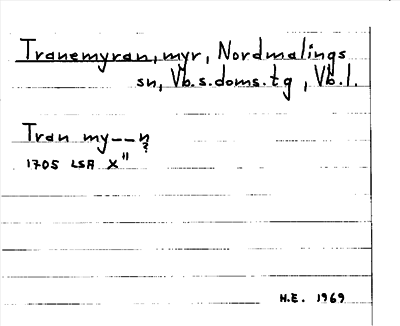 Tranemyran, myr, Nordmalings
sn, Vb.s.doms.tg, Vb.l.
Tran my--n
?
1705 LSA X"
H.E. 1969